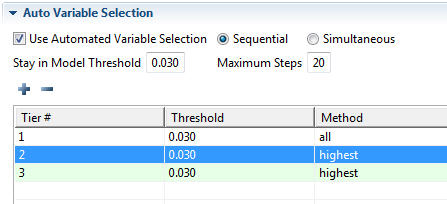 Auto Variable Selection
Use Automated Variable Selection Sequential Simultaneous
Stay in Model Threshold 0.030 Maximum Steps 20
Tier # Threshold Method
1 0.030 all
2 0.030 highest
3 0.030 highest